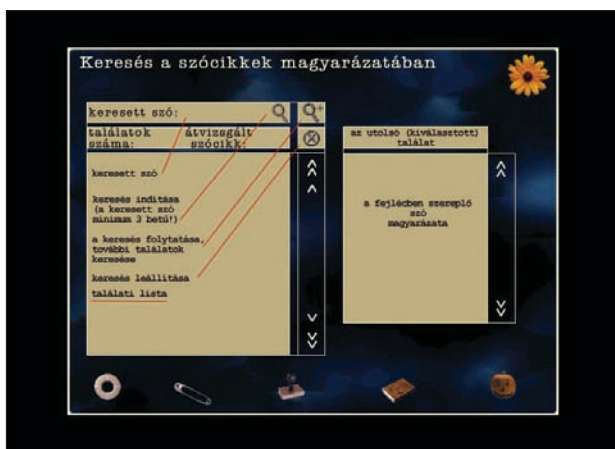 Keresés a szócikkek magyarázatában
keresett szó:
találatok száma:
átvizsgált szócikk:
keresett szó
keresés indítása
(a keresett szó
minimum 3 betű!)
a keresés folytatása,
további találatok
keresése
keresés leállítása
találati lista
az utolsó (kiválasztott)
találat
a fejlécben szereplő
szó
magyarázata